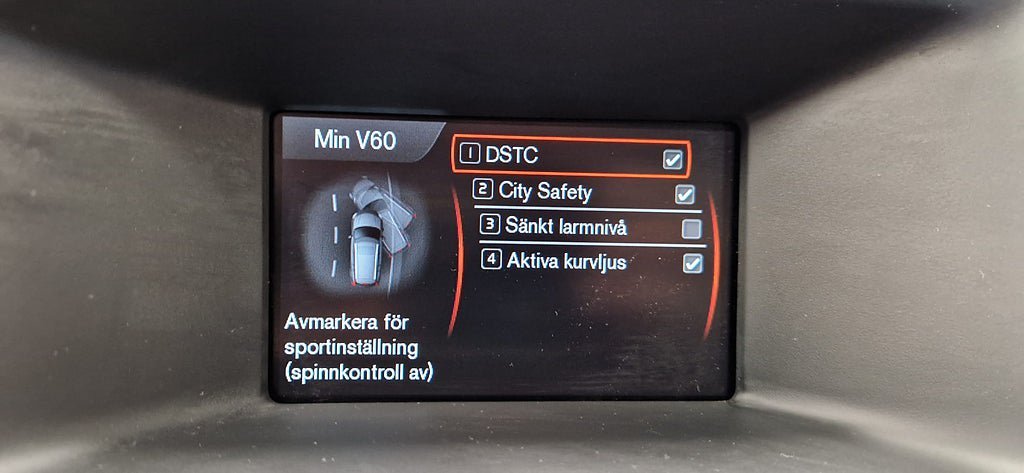 Min V60
1 DSTC
2 City Safety
3 Sänkt larmnivå
4 Aktiva kurvljus
Avmarkera för
sportinställning
(spinnkontroll av)